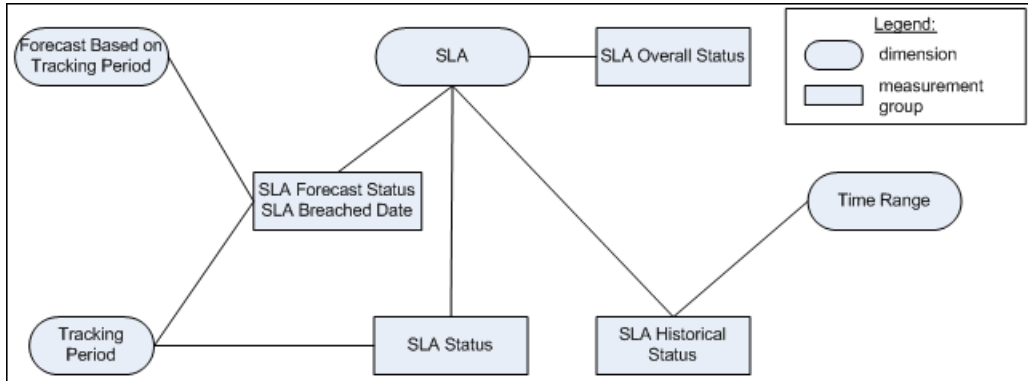 Forecast Based on
Tracking Period
SLA
SLA Overall Status
Legend:
dimension
measurement
group
SLA Forecast Status
SLA Breached Date
Time Range
Tracking
Period
SLA Status
SLA Historical
Status